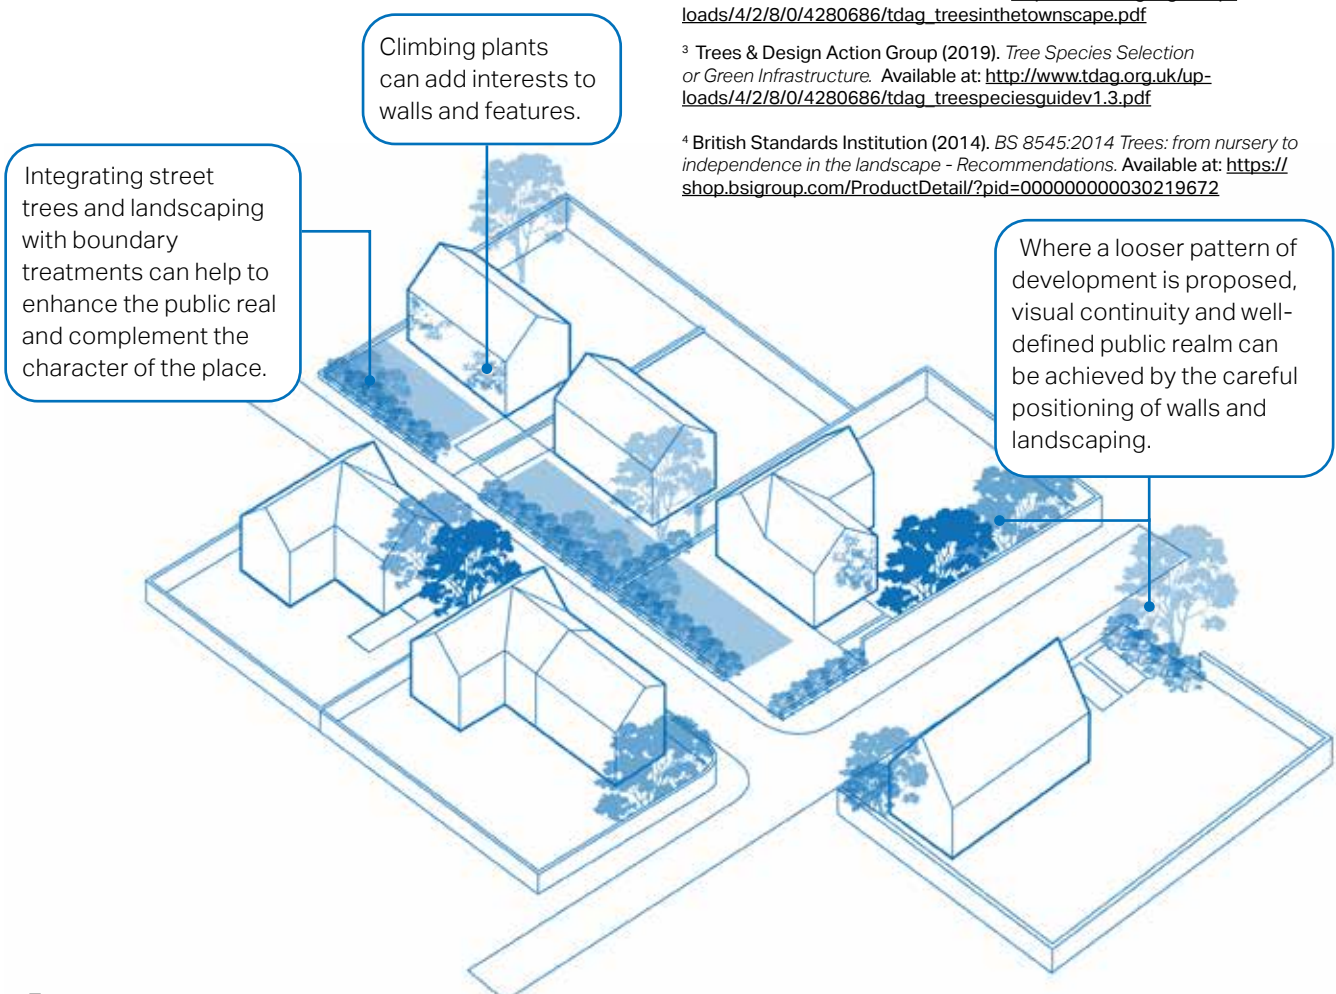 loads/4/2/8/0/4280686/tdag_treesinthetownscape.pdf
³ Trees & Design Action Group (2019). Tree Species Selection
or Green Infrastructure. Available at: http://www.tdag.org.uk/up-
loads/4/2/8/0/4280686/tdag_treespeciesguidev1.3.pdf
⁴ British Standards Institution (2014). BS 8545:2014 Trees: from nursery to
independence in the landscape - Recommendations. Available at: https://
shop.bsigroup.com/ProductDetail/?pid=000000000030219672
Climbing plants
can add interests to
walls and features.
Integrating street
trees and landscaping
with boundary
treatments can help to
enhance the public real
and complement the
character of the place.
Where a looser pattern of
development is proposed,
visual continuity and well-
defined public realm can
be achieved by the careful
positioning of walls and
landscaping.